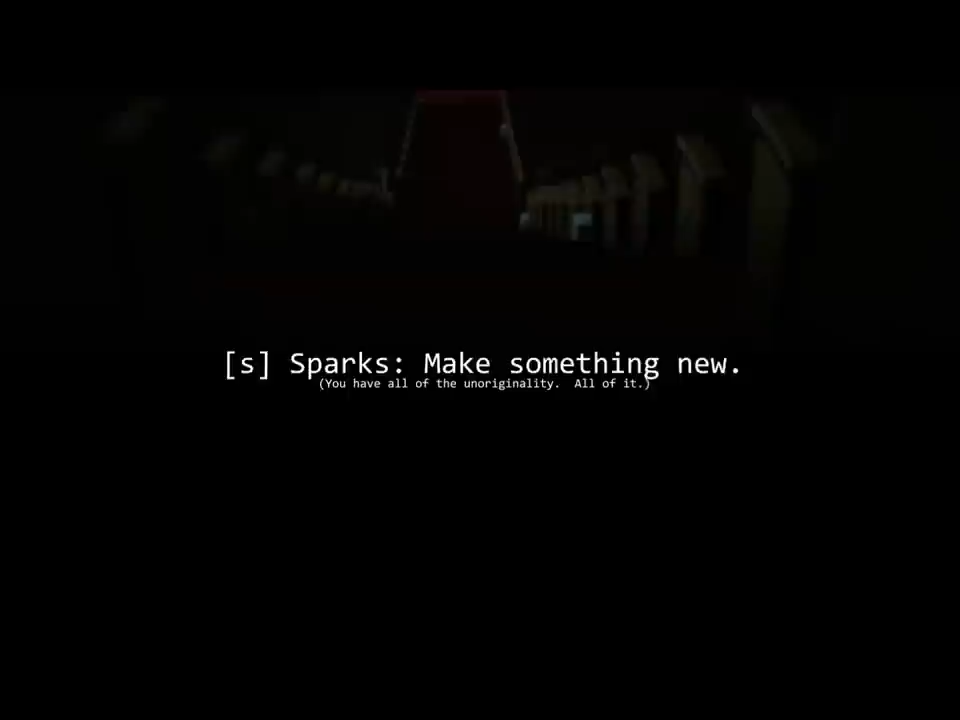 [s] Sparks: Make something new.
(You have all of the unoriginality.  All of it.)